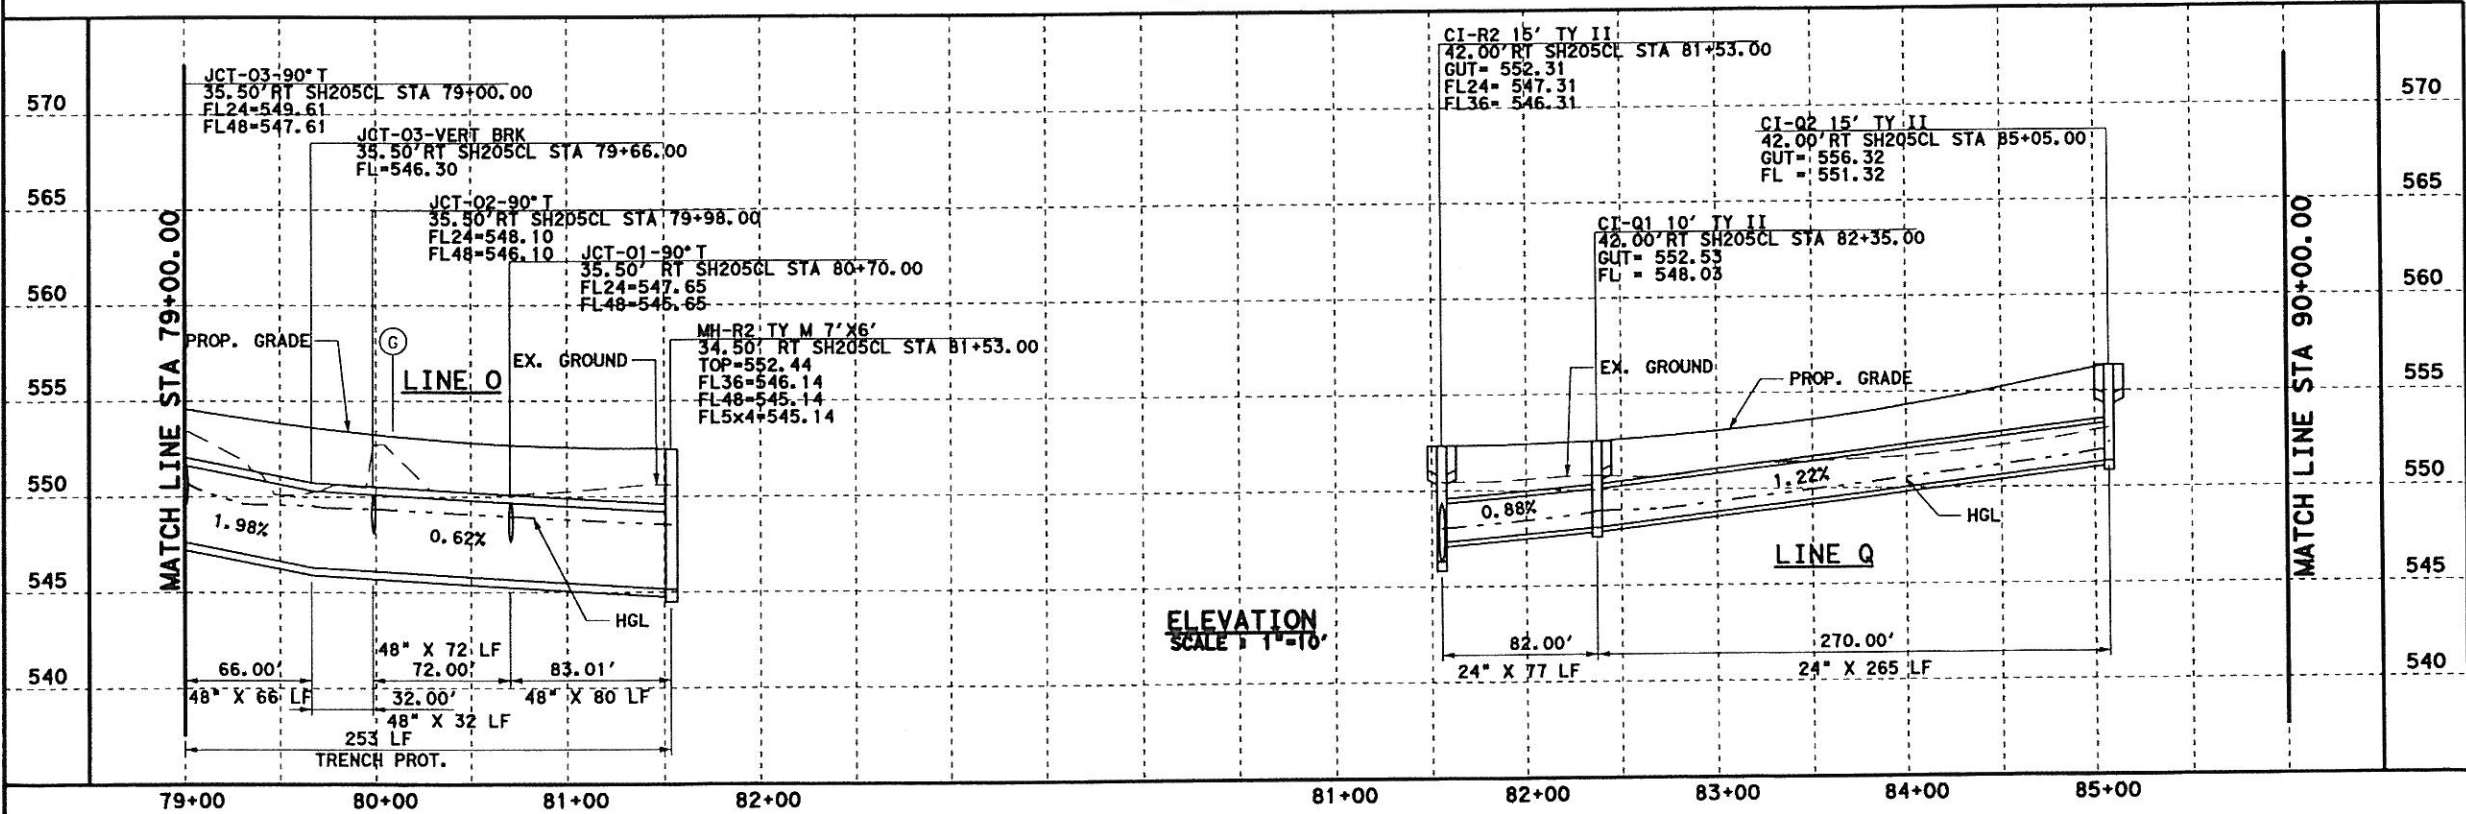 JCT-03-90° T
35.50' RT SH205CL STA 79+00.00
FL24=549.61
FL48=547.61
JCT-03-VERT BRK
35.50' RT SH205CL STA 79+66.00
FL=546.30
JCT-02-90° T
35.50' RT SH205CL STA 79+98.00
FL24=548.10
FL48=546.10
JCT-01-90° T
35.50' RT SH205CL STA 80+70.00
FL24=547.65
FL48=545.65
MH-R2 TY M 7'X6'
34.50' RT SH205CL STA 81+53.00
TOP=552.44
FL36=546.14
FL48=545.14
FL5x4=545.14
CI-R2 15' TY II
42.00' RT SH205CL STA 81+53.00
GUT= 552.31
FL24= 547.31
FL36= 546.31
CI-Q2 15' TY II
42.00' RT SH205CL STA 85+05.00
GUT= 556.32
FL = 551.32
CI-Q1 10' TY II
42.00' RT SH205CL STA 82+35.00
GUT= 552.53
FL = 548.03
570
565
560
555
550
545
540
570
565
560
555
550
545
540
MATCH LINE STA 79+00.00
MATCH LINE STA 90+00.00
PROP. GRADE
G
LINE O
EX. GROUND
1.98%
0.62%
HGL
EX. GROUND
PROP. GRADE
0.88%
1.22%
HGL
LINE Q
ELEVATION
SCALE : 1"=10'
48" X 72 LF
66.00'
72.00'
83.01'
48" X 66 LF
32.00'
48" X 80 LF
48" X 32 LF
253 LF
TRENCH PROT.
82.00'
270.00'
24" X 77 LF
24" X 265 LF
79+00
80+00
81+00
82+00
81+00
82+00
83+00
84+00
85+00